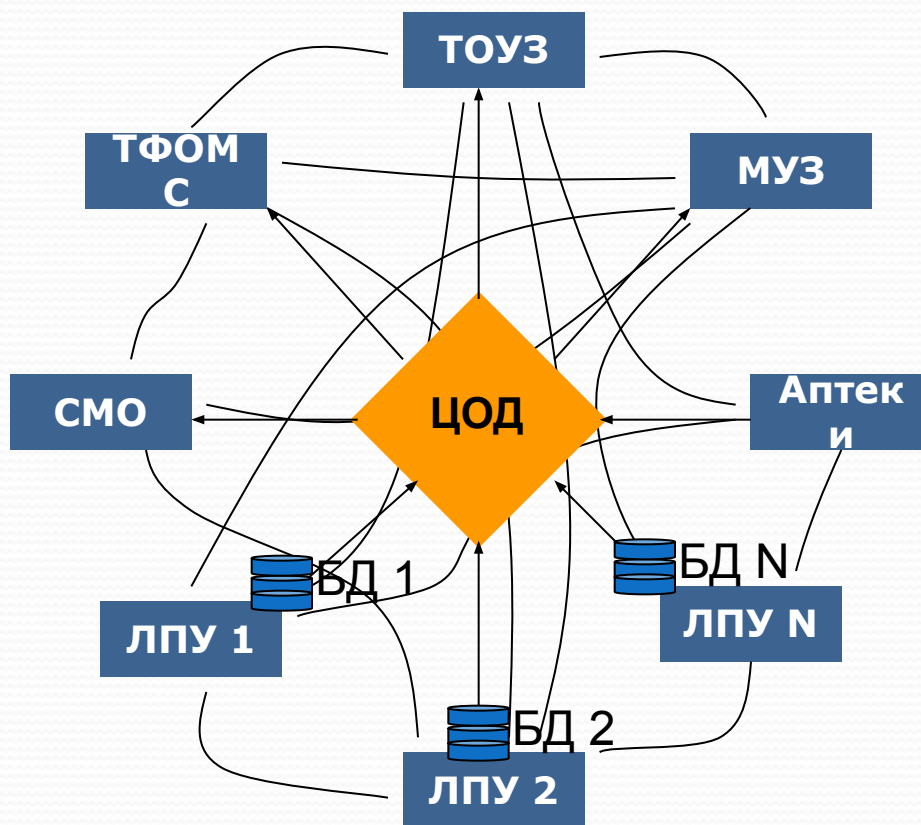 ТОУЗ
ТФОМ
С
МУЗ
СМО
ЦОД
Аптек
и
БД 1
БД N
ЛПУ 1
ЛПУ N
БД 2
ЛПУ 2